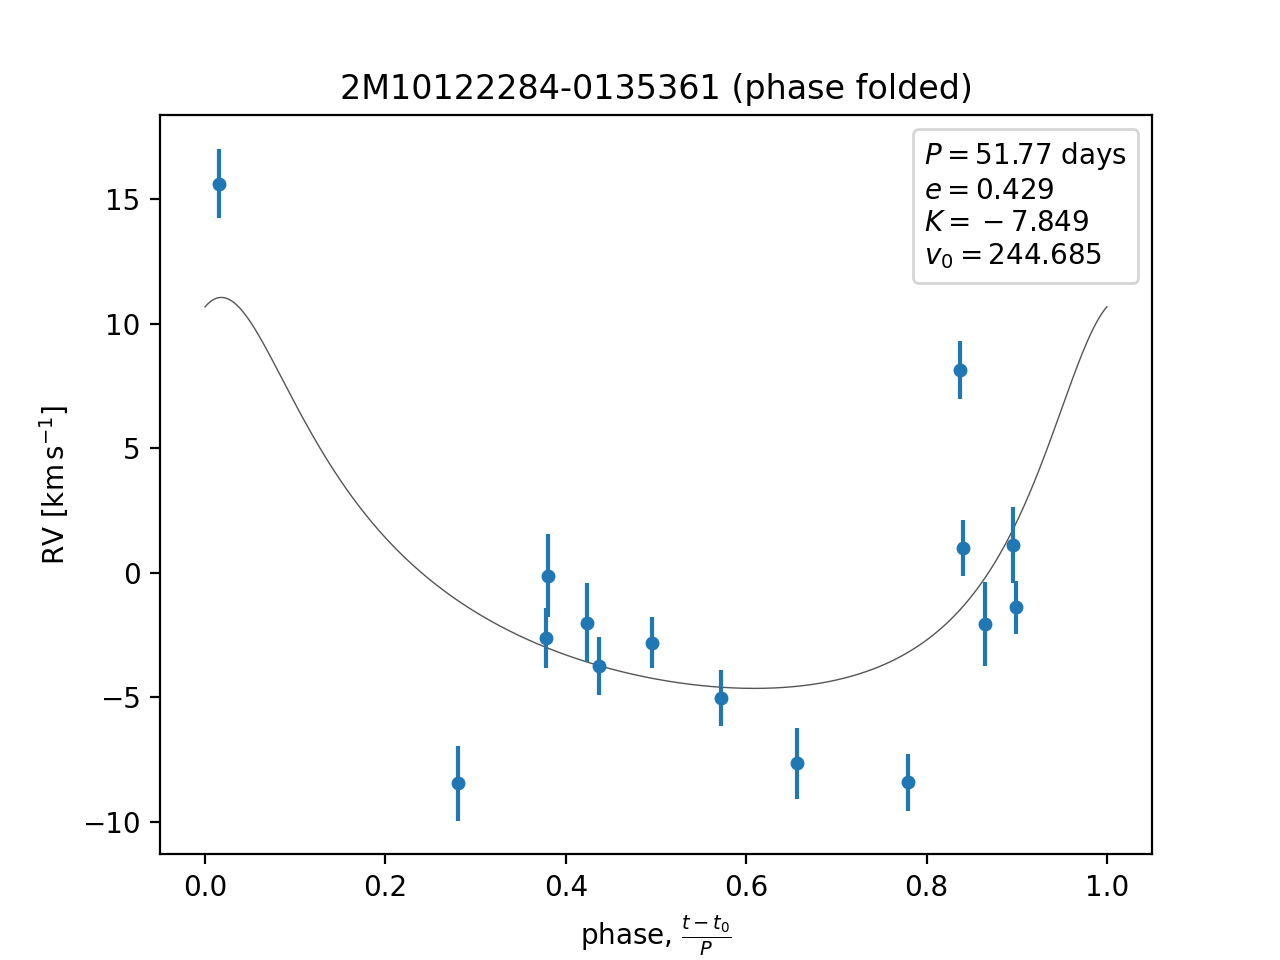 2M10122284-0135361 (phase folded)
P = 51.77 days
e = 0.429
K = −7.849
v₀ = 244.685
RV [km s⁻¹]
15
10
5
0
−5
−10
0.0 0.2 0.4 0.6 0.8 1.0
phase, (t − t₀)/P